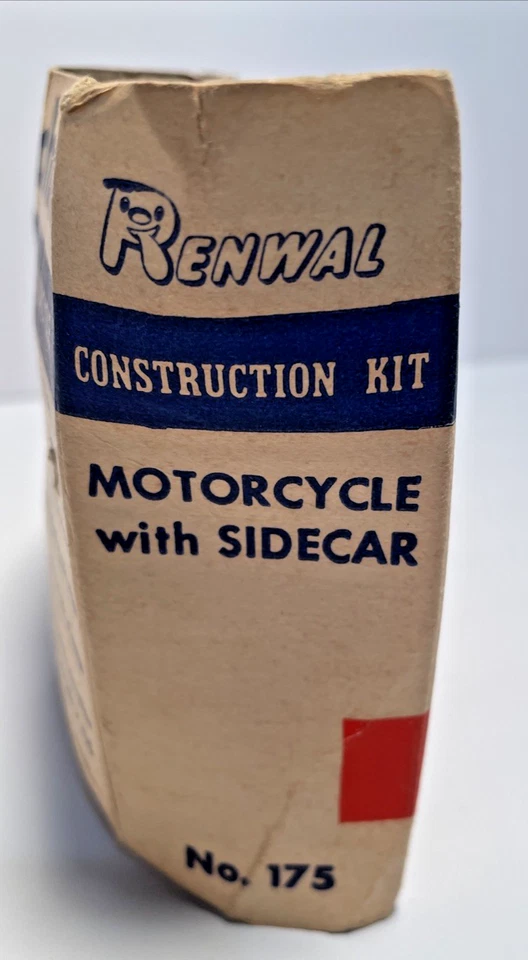 RENWAL
CONSTRUCTION KIT
MOTORCYCLE
with SIDECAR
No. 175